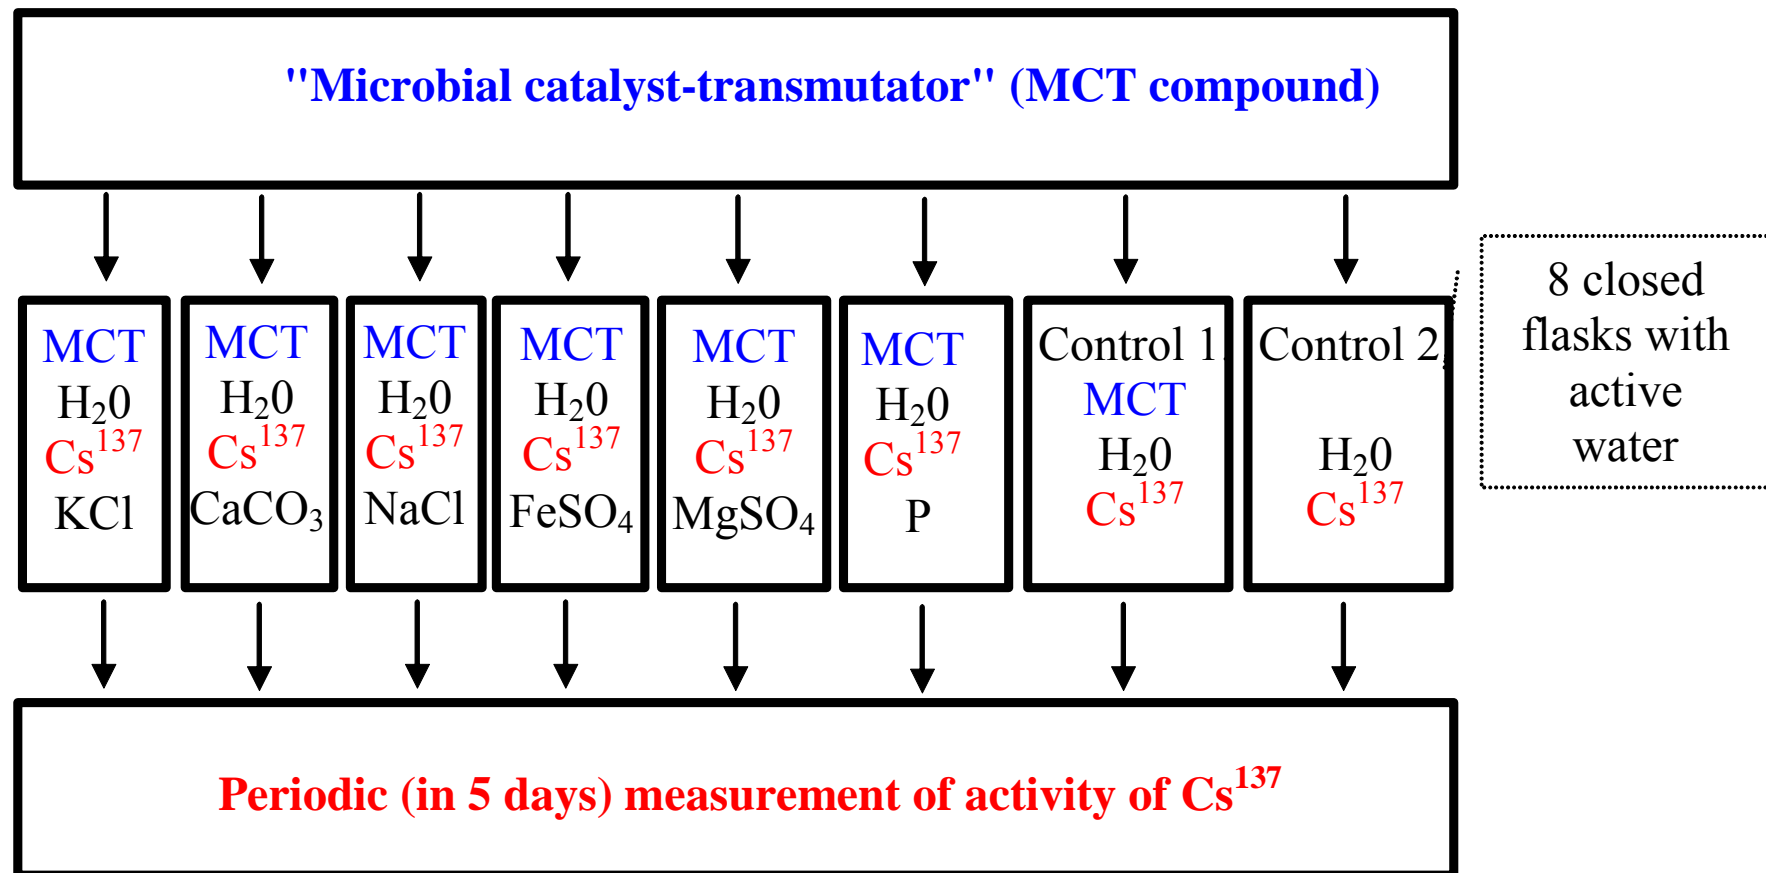 "Microbial catalyst-transmutator" (MCT compound)
MCT
H₂0
Cs¹³⁷
KCl
MCT
H₂0
Cs¹³⁷
CaCO₃
MCT
H₂0
Cs¹³⁷
NaCl
MCT
H₂0
Cs¹³⁷
FeSO₄
MCT
H₂0
Cs¹³⁷
MgSO₄
MCT
H₂0
Cs¹³⁷
P
Control 1
MCT
H₂0
Cs¹³⁷
Control 2
H₂0
Cs¹³⁷
8 closed
flasks with
active
water
Periodic (in 5 days) measurement of activity of Cs¹³⁷